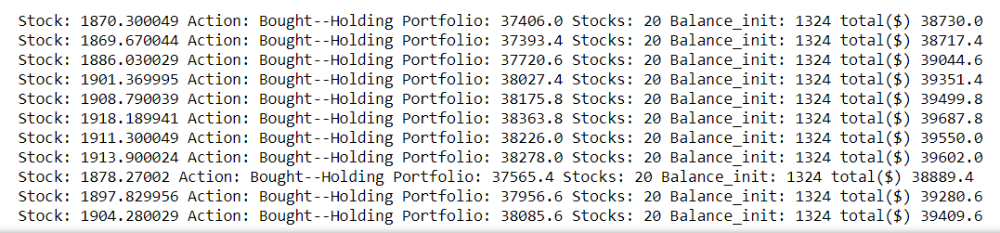 Stock: 1870.300049 Action: Bought--Holding Portfolio: 37406.0 Stocks: 20 Balance_init: 1324 total($) 38730.0
Stock: 1869.670044 Action: Bought--Holding Portfolio: 37393.4 Stocks: 20 Balance_init: 1324 total($) 38717.4
Stock: 1886.030029 Action: Bought--Holding Portfolio: 37720.6 Stocks: 20 Balance_init: 1324 total($) 39044.6
Stock: 1901.369995 Action: Bought--Holding Portfolio: 38027.4 Stocks: 20 Balance_init: 1324 total($) 39351.4
Stock: 1908.790039 Action: Bought--Holding Portfolio: 38175.8 Stocks: 20 Balance_init: 1324 total($) 39499.8
Stock: 1918.189941 Action: Bought--Holding Portfolio: 38363.8 Stocks: 20 Balance_init: 1324 total($) 39687.8
Stock: 1911.300049 Action: Bought--Holding Portfolio: 38226.0 Stocks: 20 Balance_init: 1324 total($) 39550.0
Stock: 1913.900024 Action: Bought--Holding Portfolio: 38278.0 Stocks: 20 Balance_init: 1324 total($) 39602.0
Stock: 1878.27002 Action: Bought--Holding Portfolio: 37565.4 Stocks: 20 Balance_init: 1324 total($) 38889.4
Stock: 1897.829956 Action: Bought--Holding Portfolio: 37956.6 Stocks: 20 Balance_init: 1324 total($) 39280.6
Stock: 1904.280029 Action: Bought--Holding Portfolio: 38085.6 Stocks: 20 Balance_init: 1324 total($) 39409.6